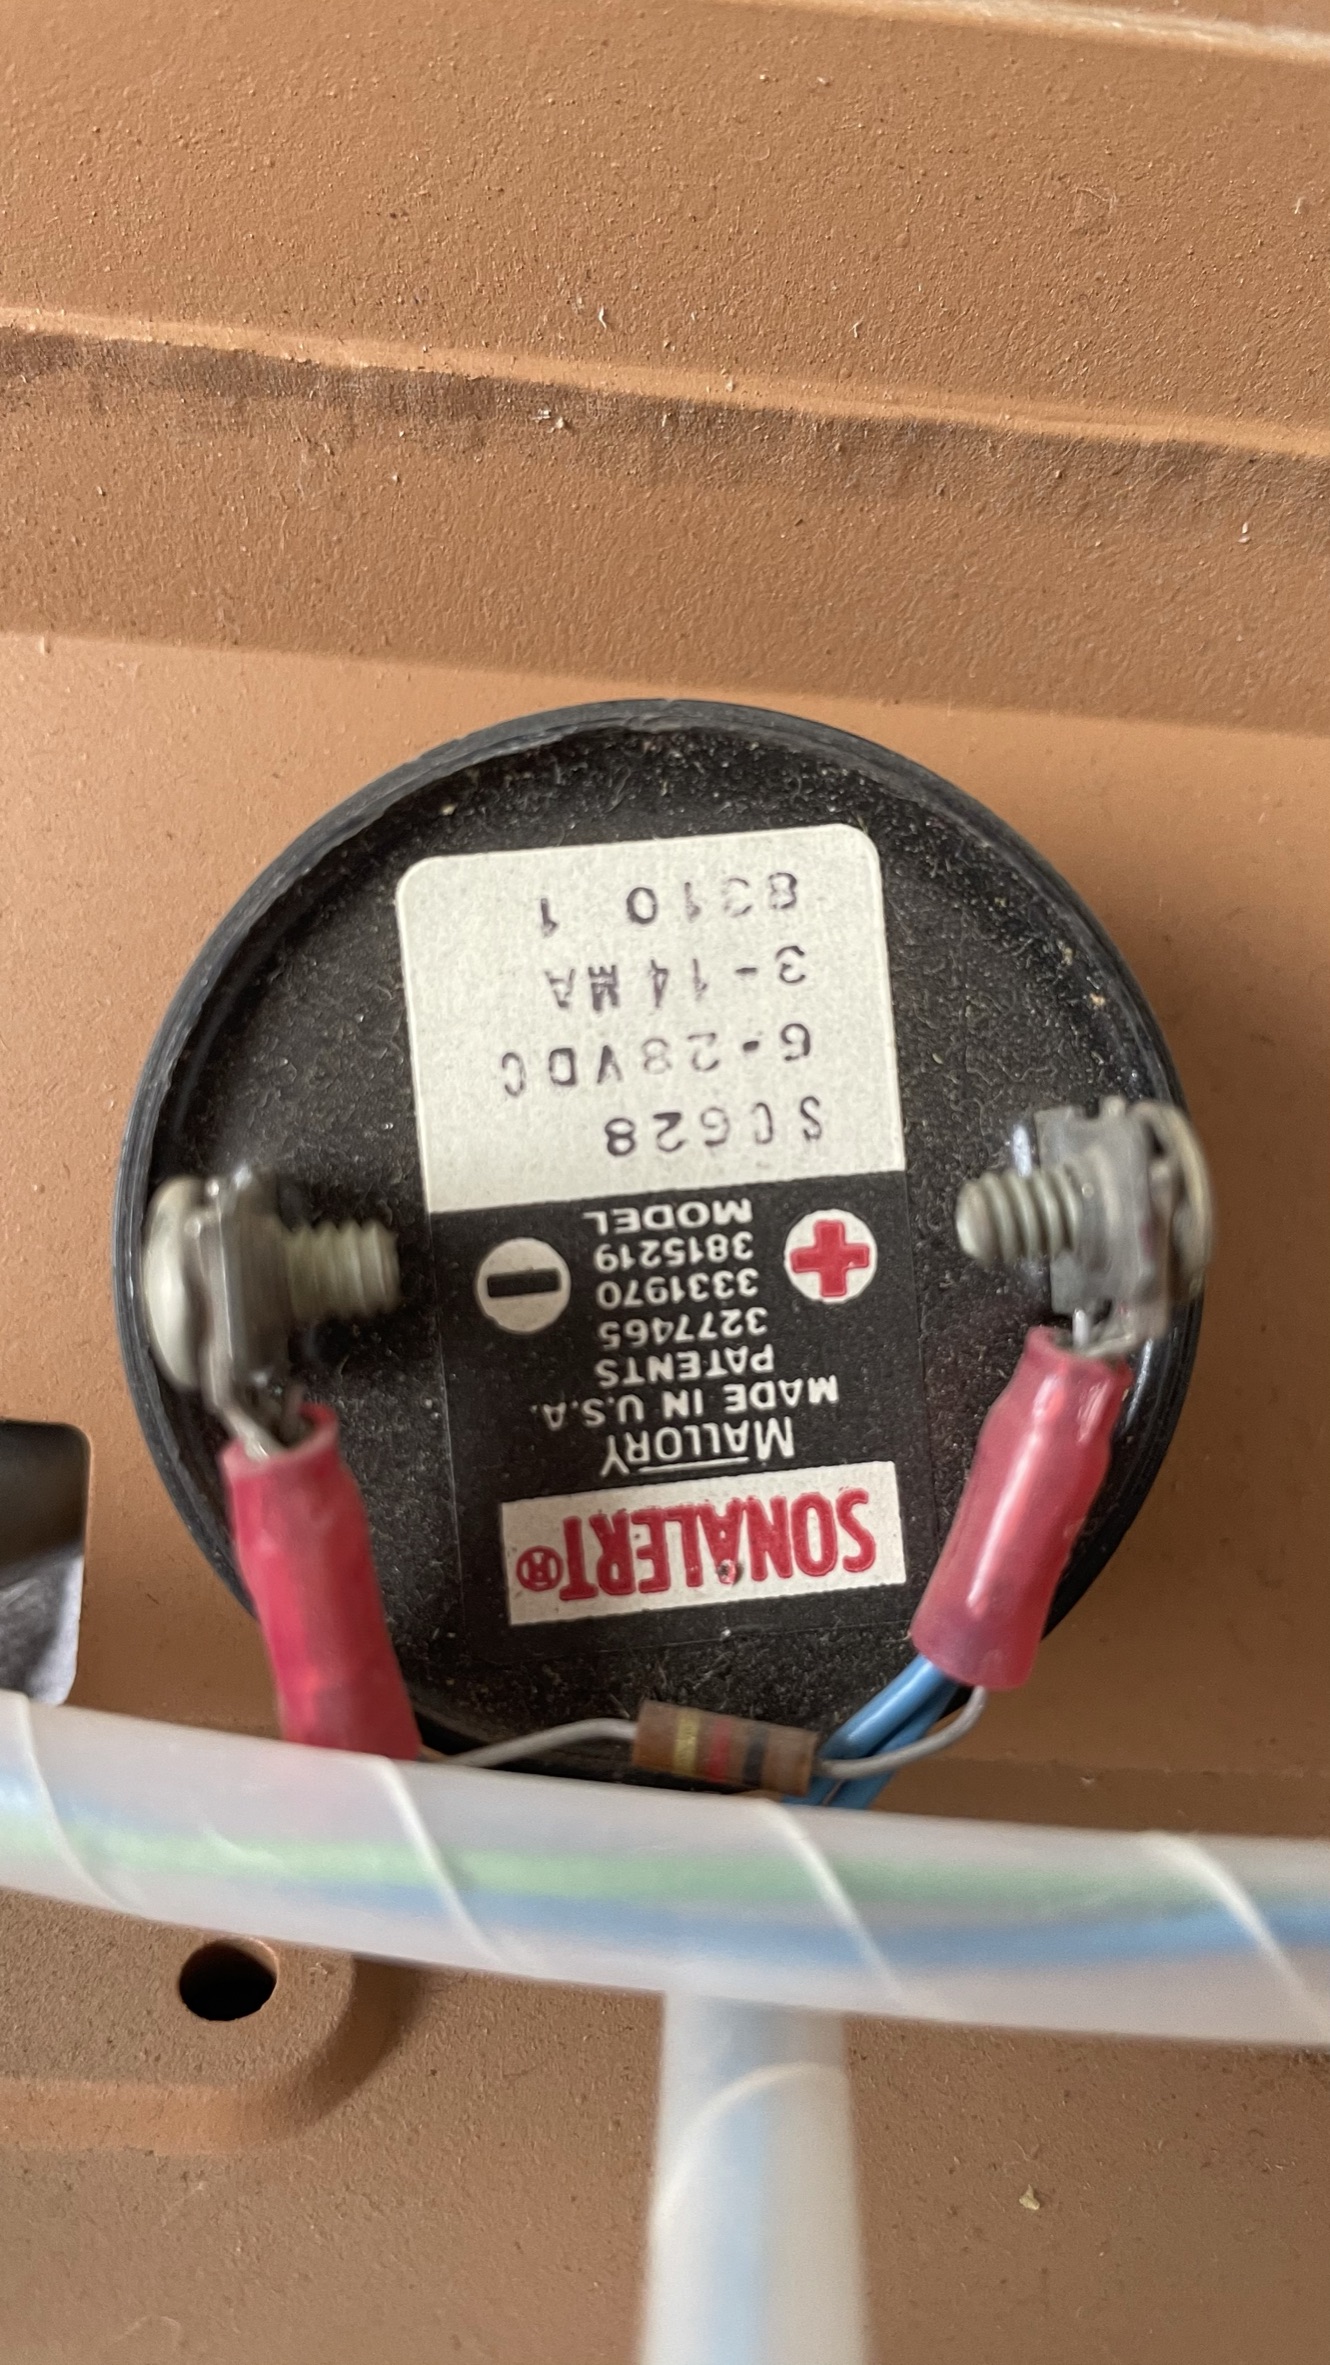 SONALERT®
MALLORY
MADE IN U.S.A.
PATENTS
3277465
3331970
3815219
MODEL
SC628
6-28VDC
3-14MA
8310 1